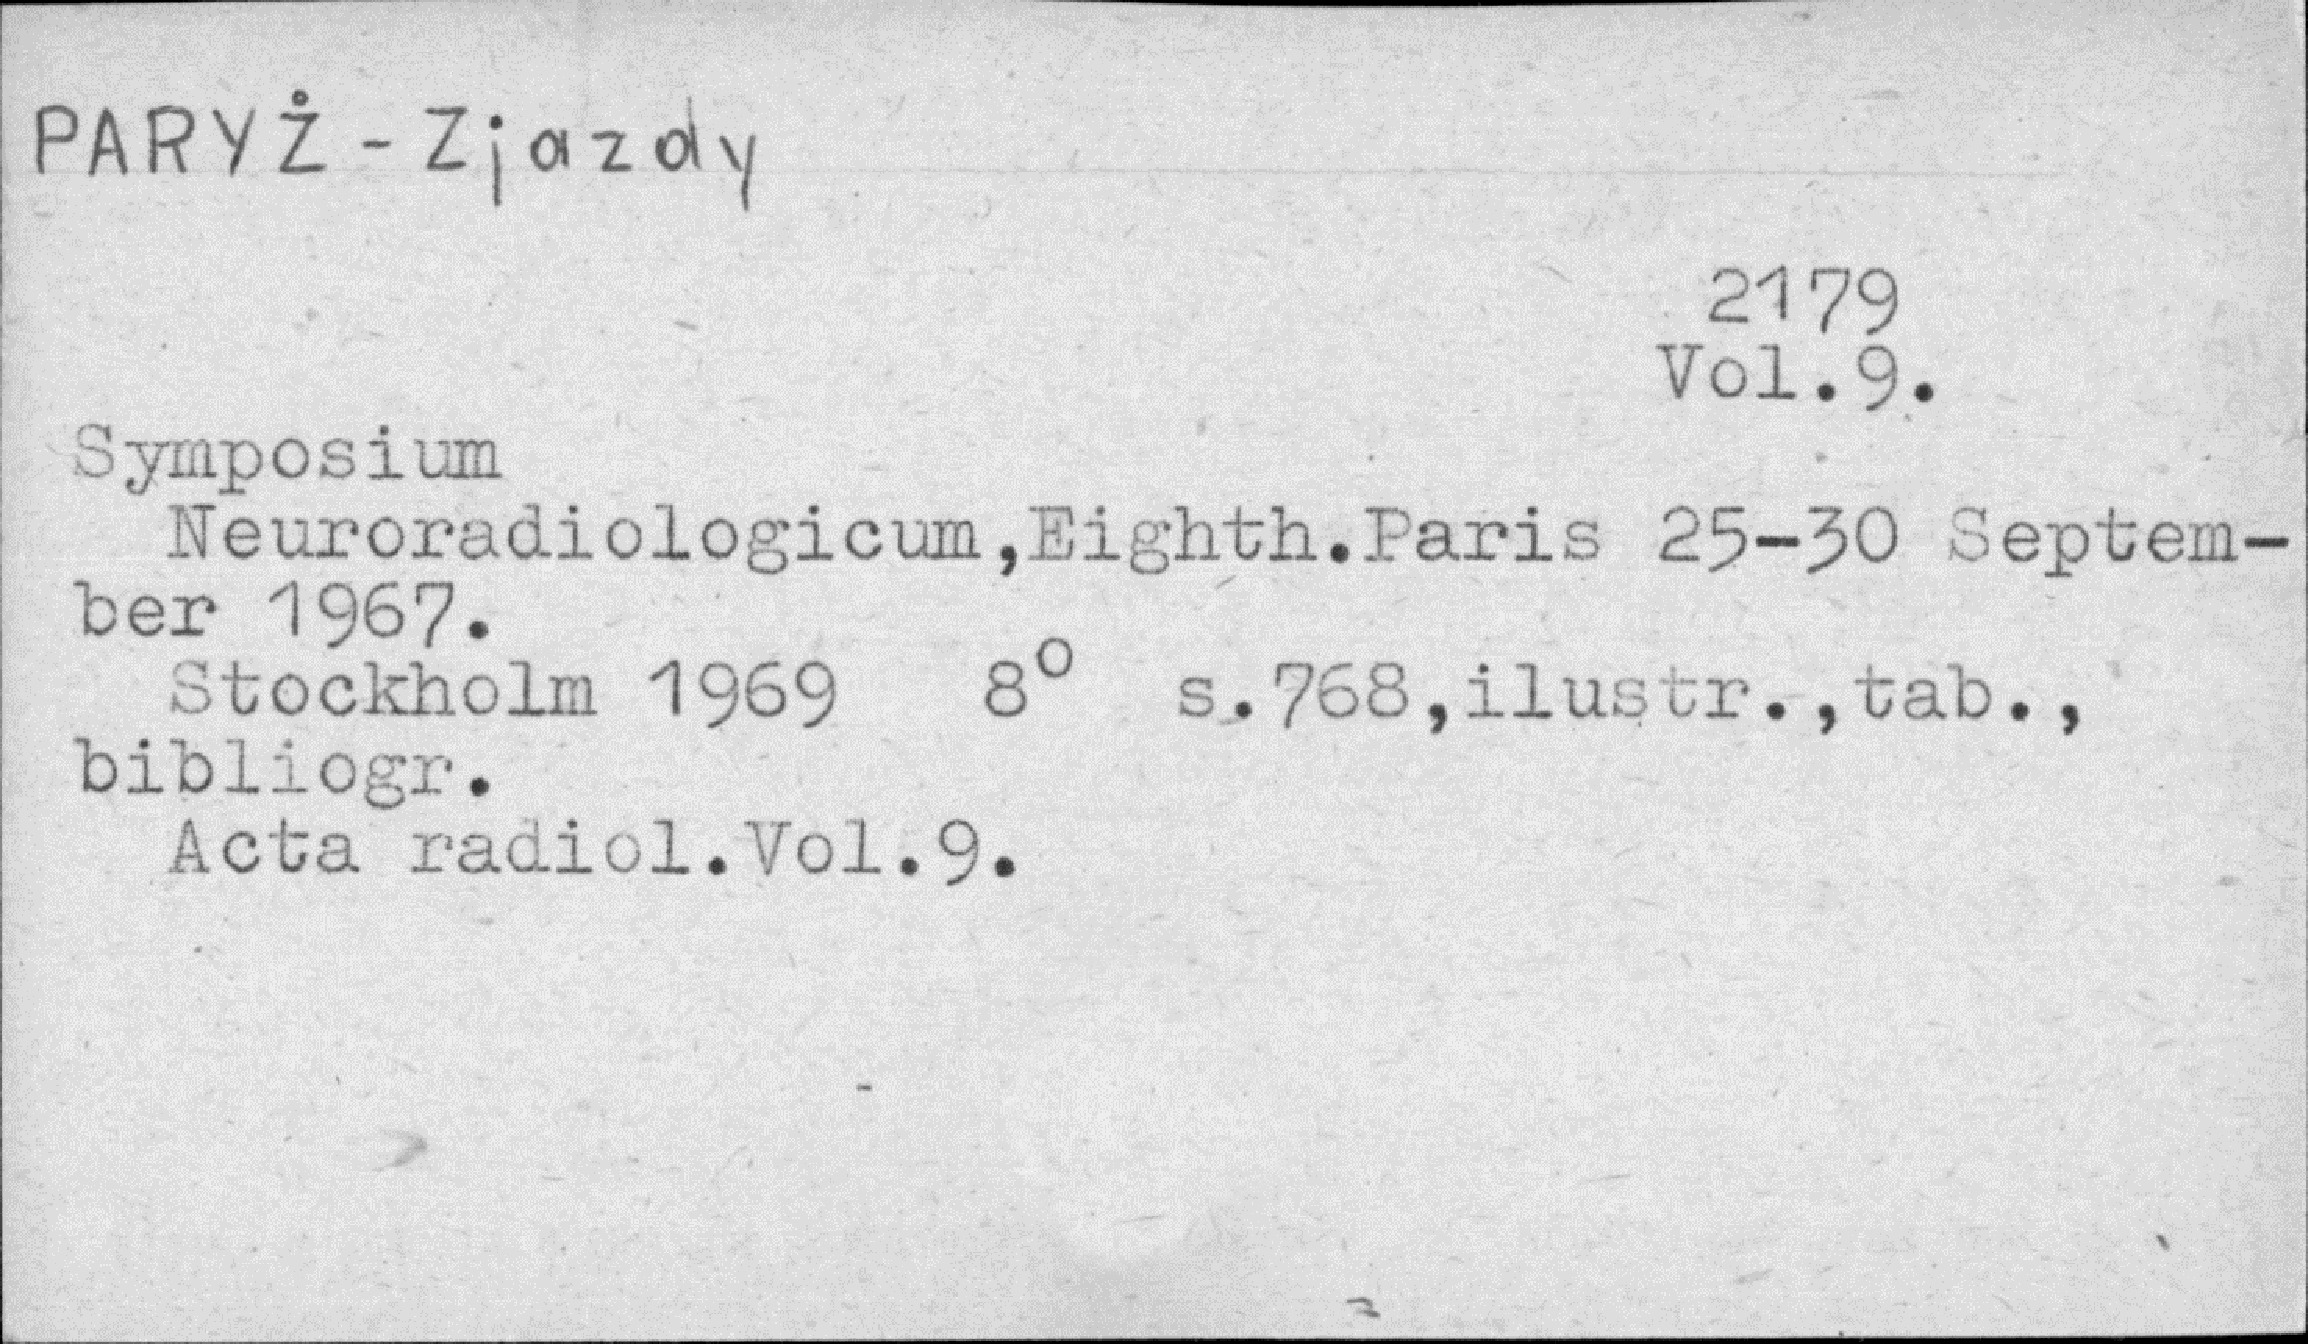 PARYŻ - Zjazdy
2179
Vol.9.
Symposium
Neuroradiologicum,Eighth.Paris 25-30 Septem-
ber 1967.
Stockholm 1969 8° s.768,ilustr.,tab.,
bibliogr.
Acta radiol.Vol.9.